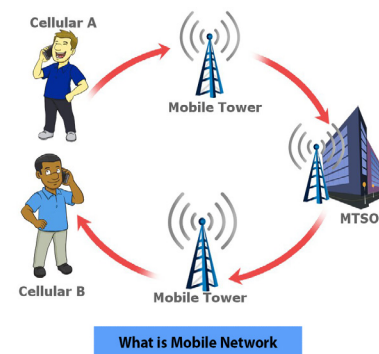 Cellular A
Mobile Tower
MTSO
Mobile Tower
Cellular B
What is Mobile Network